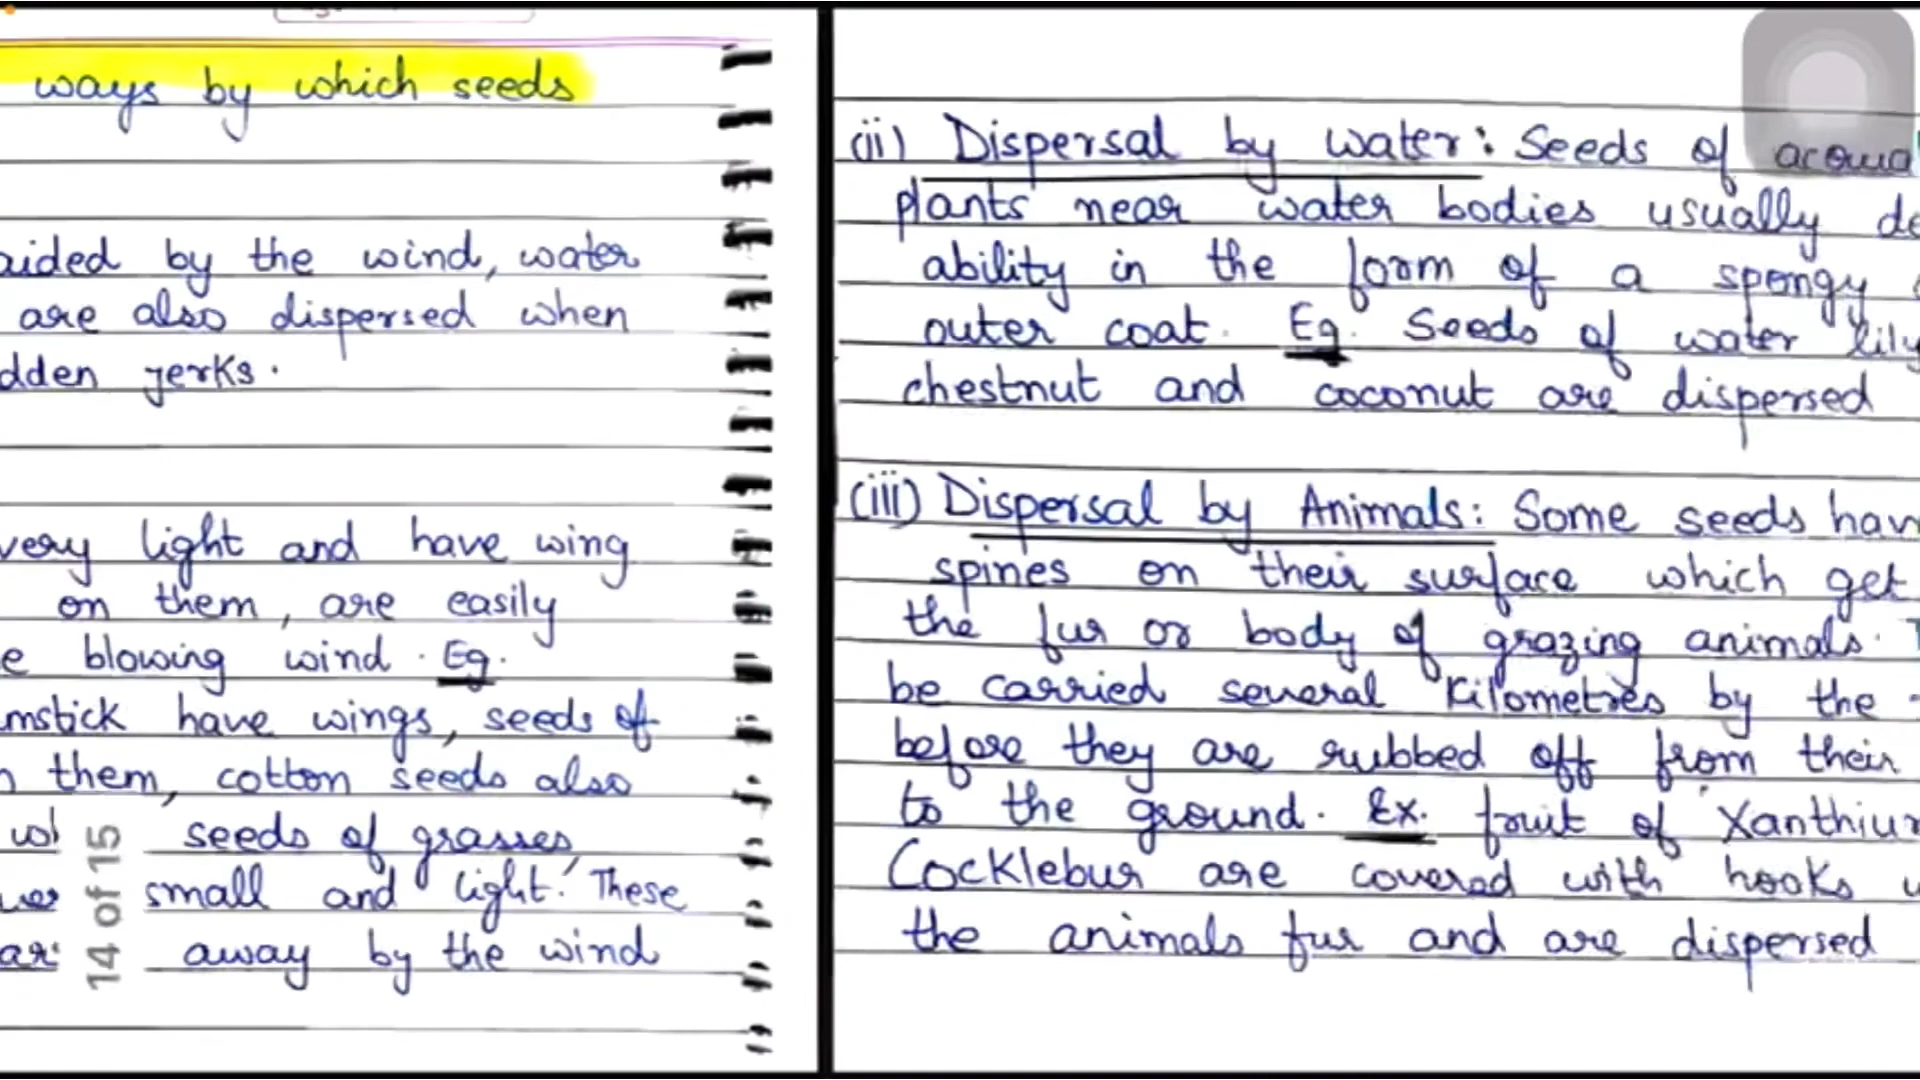 ways by which seeds
aided by the wind, water
are also dispersed when
dden jerks.
very light and have wing
on them, are easily
e blowing wind. Eg.
mstick have wings, seeds of
n them, cotton seeds also
seeds of grasses,
small and light. These
away by the wind
14 of 15
(ii) Dispersal by water: Seeds of
plants near water bodies usually de
ability in the form of a spongy
outer coat. Eg. Seeds of water lily
chestnut and coconut are dispersed
(iii) Dispersal by Animals: Some seeds hav
spines on their surface which get
the fur or body of grazing animals. T
be carried several Kilometres by the
before they are rubbed off from their
to the ground. Ex. fruit of Xanthium
Cocklebur are covered with hooks w
the animals fur and are dispersed